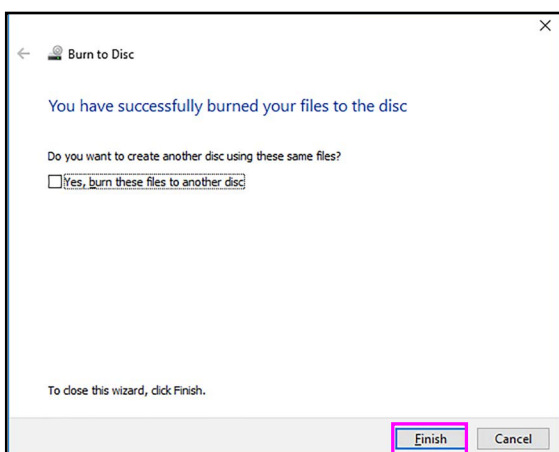 Burn to Disc
You have successfully burned your files to the disc
Do you want to create another disc using these same files?
Yes, burn these files to another disc
To close this wizard, click Finish.
Finish Cancel